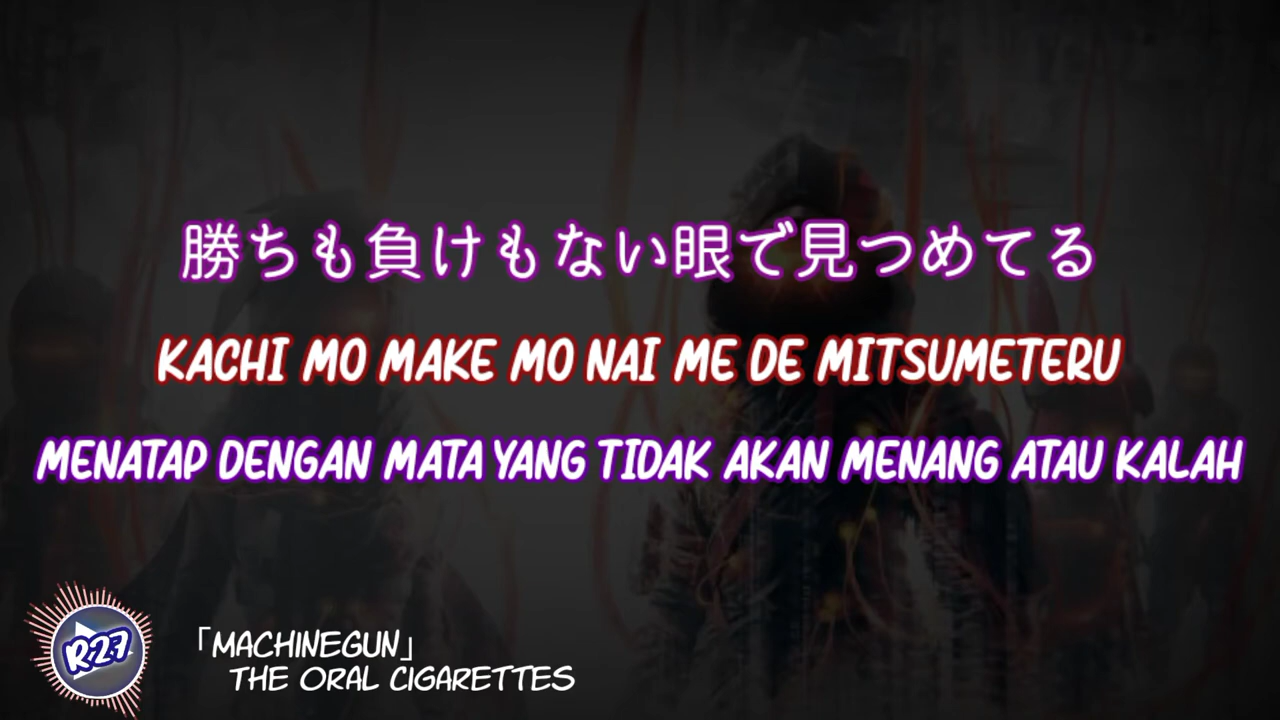 勝ちも負けもない眼で見つめてる
KACHI MO MAKE MO NAI ME DE MITSUMETERU
MENATAP DENGAN MATA YANG TIDAK AKAN MENANG ATAU KALAH
R27
「MACHINEGUN」
THE ORAL CIGARETTES